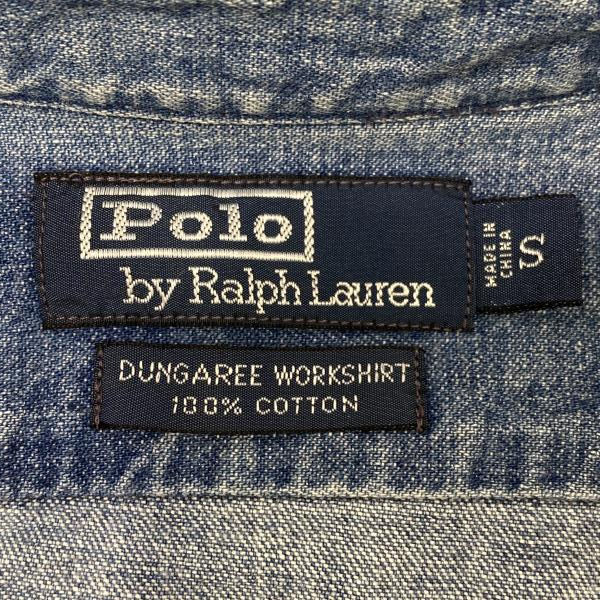 Polo
by Ralph Lauren
MADE IN
CHINA
S
DUNGAREE WORKSHIRT
100% COTTON